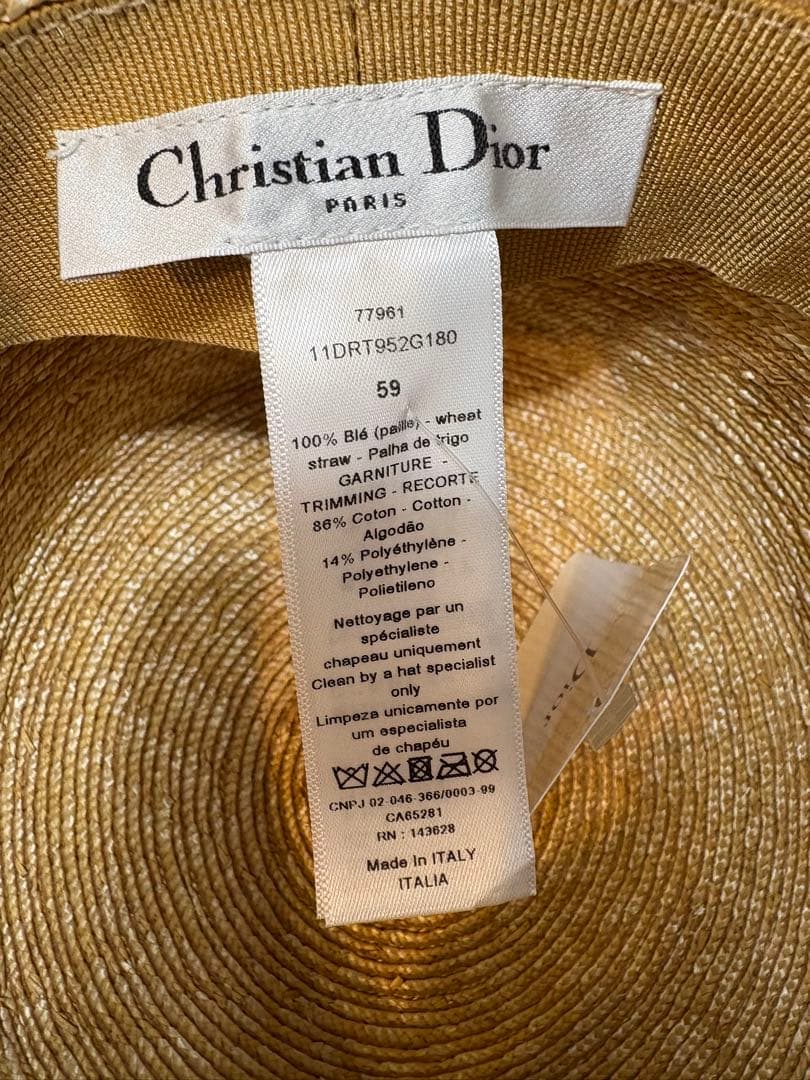 Christian Dior
PARIS
77961
11DRT952G180
59
100% Blé (paille) - wheat
straw - Palha de trigo
GARNITURE -
TRIMMING - RECORTE
86% Coton - Cotton -
Algodão
14% Polyéthylène -
Polyethylene -
Polietileno
Nettoyage par un
spécialiste
chapeau uniquement
Clean by a hat specialist
only
Limpeza unicamente por
um especialista
de chapéu
CNPJ 02-046-366/0003-99
CA65281
RN : 143628
Made In ITALY
ITALIA
Dior